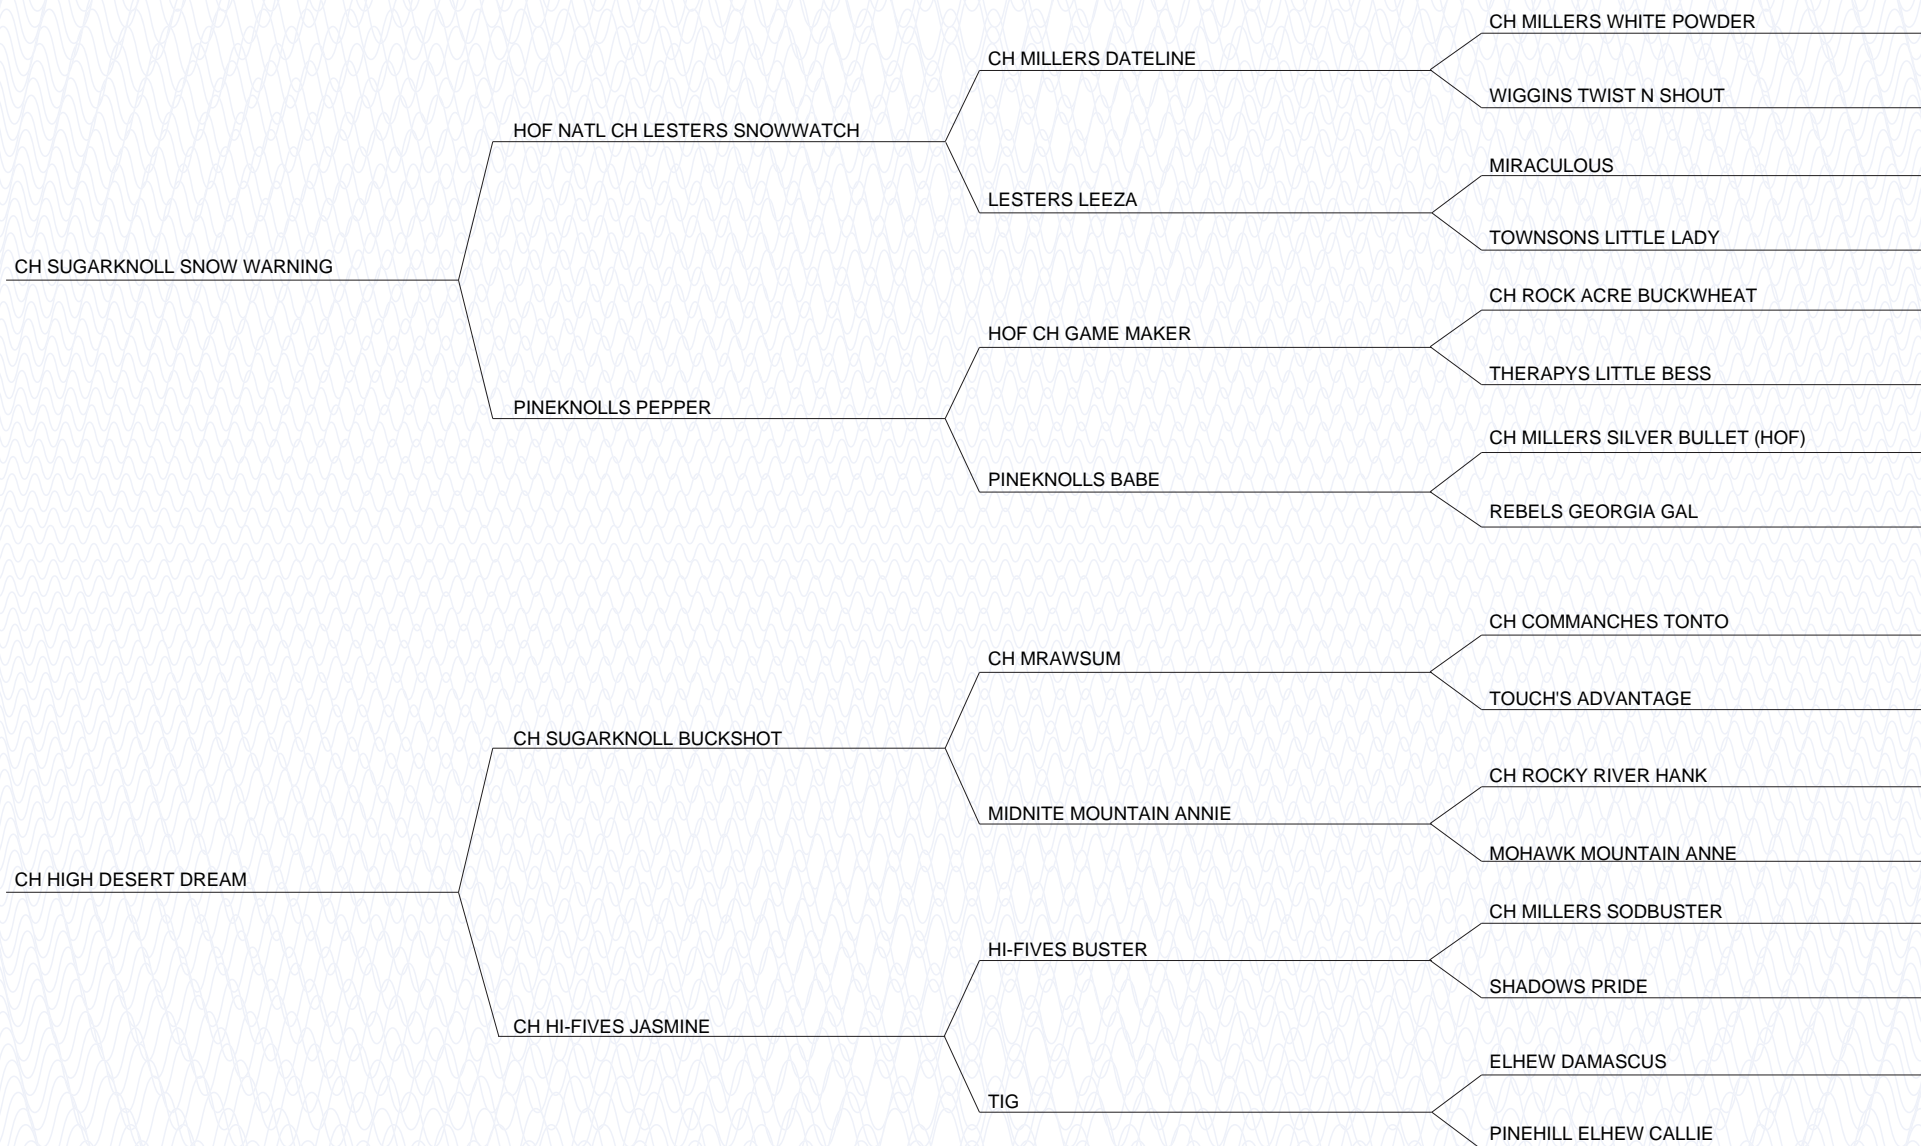 CH MILLERS WHITE POWDER
CH MILLERS DATELINE
WIGGINS TWIST N SHOUT
HOF NATL CH LESTERS SNOWWATCH
MIRACULOUS
LESTERS LEEZA
TOWNSONS LITTLE LADY
CH SUGARKNOLL SNOW WARNING
CH ROCK ACRE BUCKWHEAT
HOF CH GAME MAKER
THERAPYS LITTLE BESS
PINEKNOLLS PEPPER
CH MILLERS SILVER BULLET (HOF)
PINEKNOLLS BABE
REBELS GEORGIA GAL
CH COMMANCHES TONTO
CH MRAWSUM
TOUCH'S ADVANTAGE
CH SUGARKNOLL BUCKSHOT
CH ROCKY RIVER HANK
MIDNITE MOUNTAIN ANNIE
MOHAWK MOUNTAIN ANNE
CH HIGH DESERT DREAM
CH MILLERS SODBUSTER
HI-FIVES BUSTER
SHADOWS PRIDE
CH HI-FIVES JASMINE
ELHEW DAMASCUS
TIG
PINEHILL ELHEW CALLIE